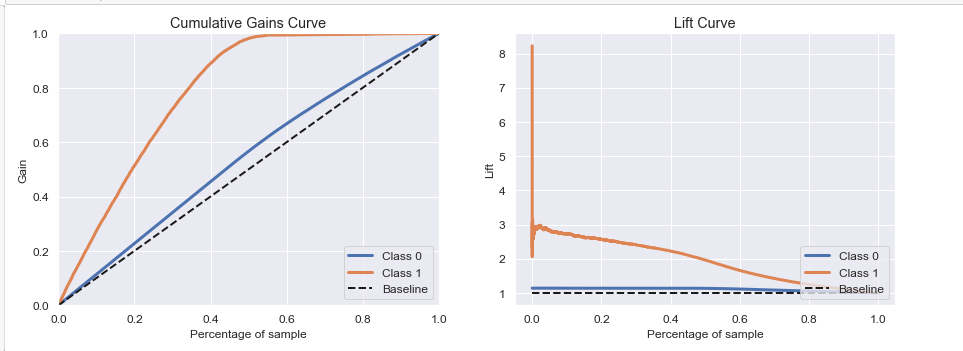 Cumulative Gains Curve
1.0
0.8
0.6
0.4
0.2
0.0
Gain
0.0 0.2 0.4 0.6 0.8 1.0
Percentage of sample
Class 0
Class 1
Baseline
Lift Curve
8
7
6
5
4
3
2
1
Lift
0.0 0.2 0.4 0.6 0.8 1.0
Percentage of sample
Class 0
Class 1
Baseline